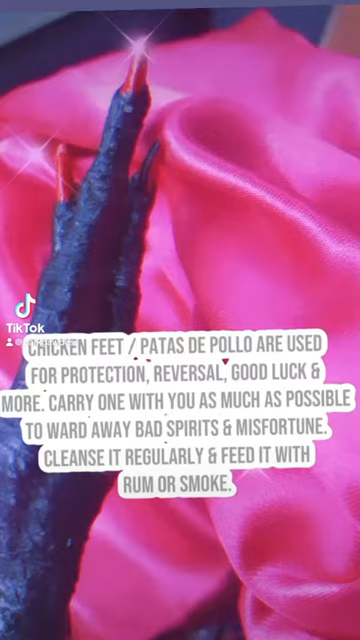 TikTok
CHICKEN FEET / PATAS DE POLLO ARE USED
FOR PROTECTION, REVERSAL, GOOD LUCK &
MORE. CARRY ONE WITH YOU AS MUCH AS POSSIBLE
TO WARD AWAY BAD SPIRITS & MISFORTUNE.
CLEANSE IT REGULARLY & FEED IT WITH
RUM OR SMOKE.